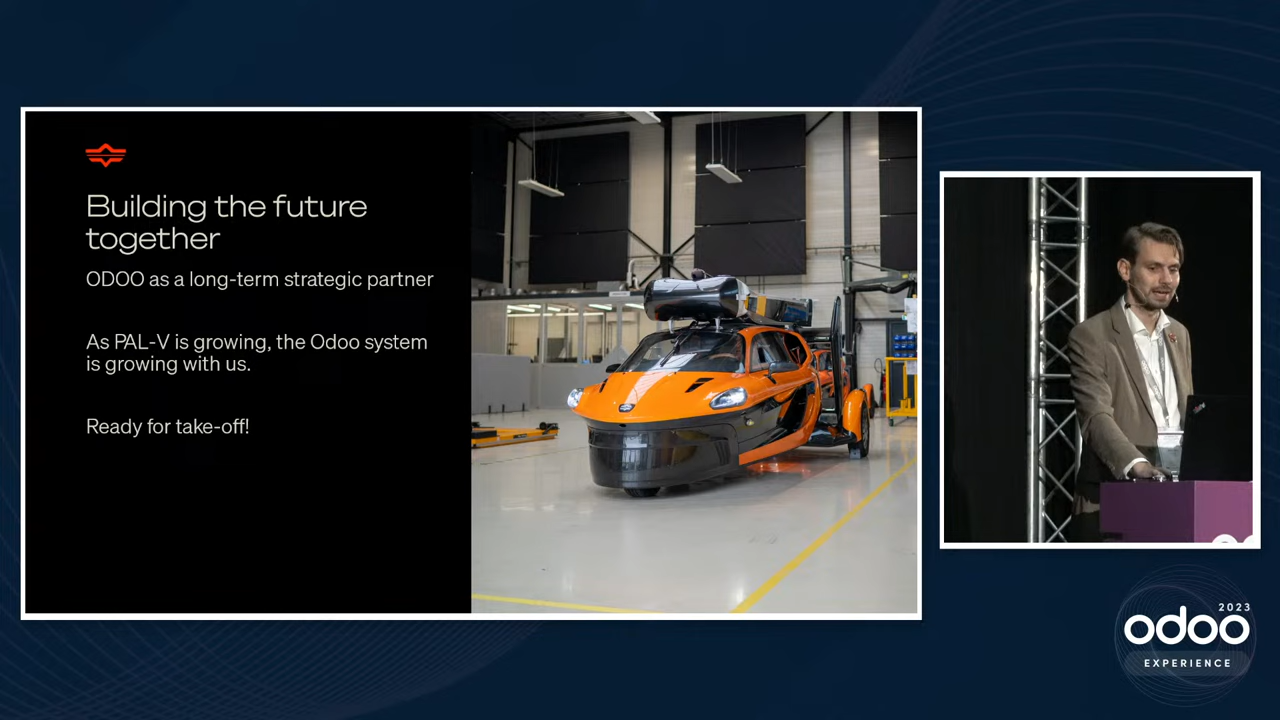 Building the future
together
ODOO as a long-term strategic partner
As PAL-V is growing, the Odoo system
is growing with us.
Ready for take-off!
2023
odoo
EXPERIENCE